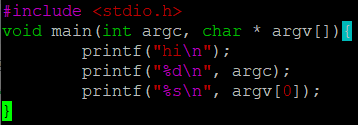 #include <stdio.h>
void main(int argc, char * argv[]){
        printf("hi\n");
        printf("%d\n", argc);
        printf("%s\n", argv[0]);
}